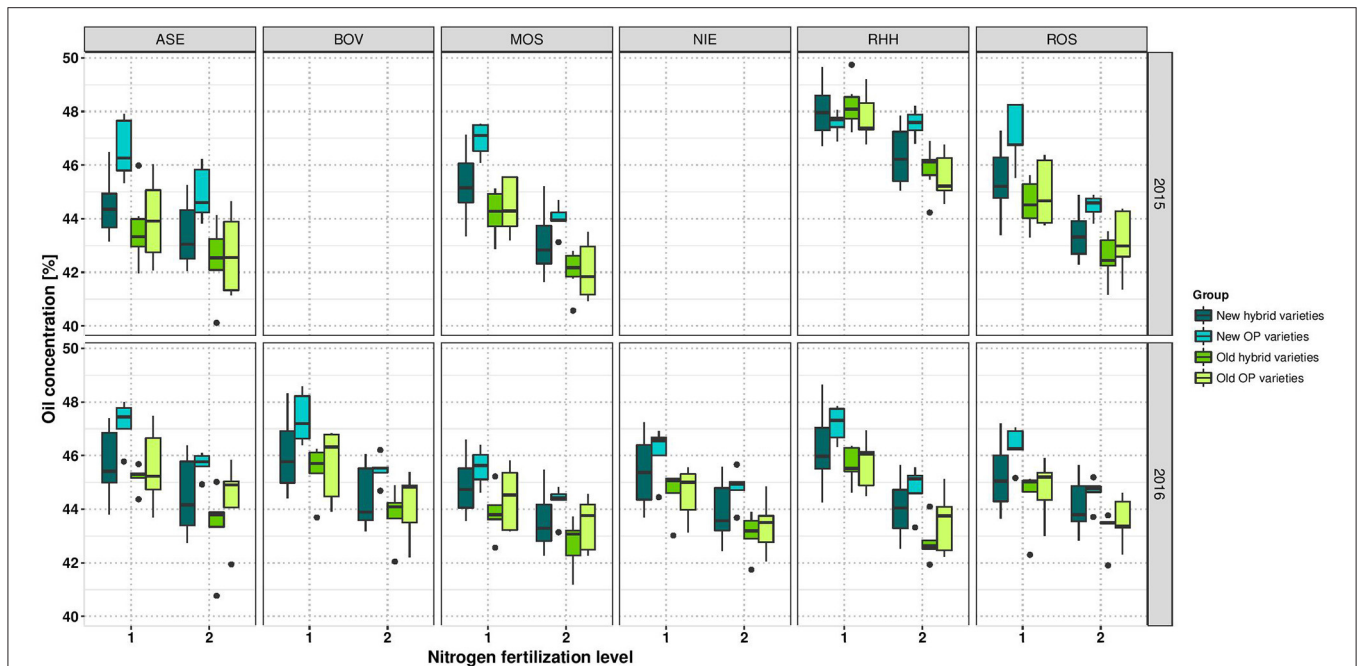 ASE BOV MOS NIE RHH ROS
50
48
46
44
42
40
2015
50
48
46
44
42
40
2016
Oil concentration [%]
1 2 1 2 1 2 1 2 1 2 1 2
Nitrogen fertilization level
Group
New hybrid varieties
New OP varieties
Old hybrid varieties
Old OP varieties